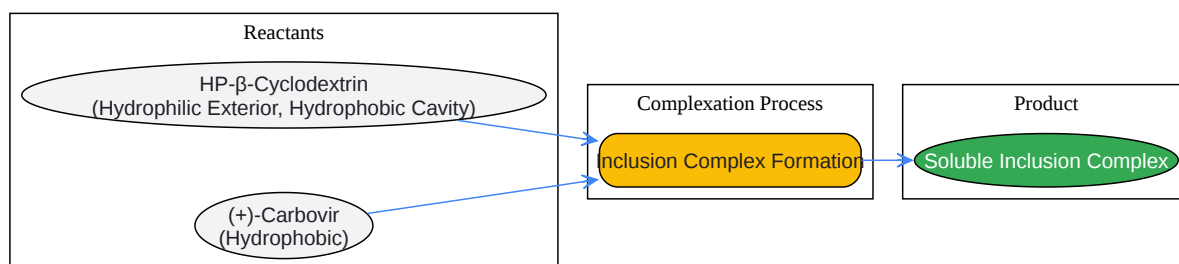 Reactants
HP-β-Cyclodextrin
(Hydrophilic Exterior, Hydrophobic Cavity)
(+)-Carbovir
(Hydrophobic)
Complexation Process
Inclusion Complex Formation
Product
Soluble Inclusion Complex